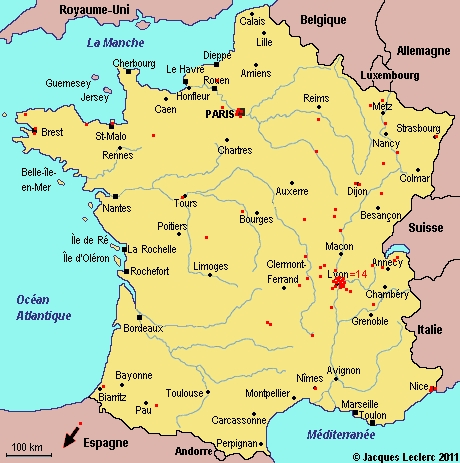 Royaume-Uni
Belgique
Calais
Lille
Allemagne
La Manche
Dieppe
Cherbourg
Le Havre
Amiens
Luxembourg
Guernesey
Rouen
Jersey
Honfleur
Reims
Metz
Caen
PARIS
Strasbourg
Brest
St-Malo
Nancy
Rennes
Chartres
Belle-île-
en-Mer
Colmar
Auxerre
Dijon
Nantes
Tours
Besançon
Bourges
Poitiers
Suisse
Île de Ré
La Rochelle
Macon
Île d'Oléron
Limoges
Clermont-
Ferrand
Annecy
Rochefort
Lyon=14
Chambéry
Océan
Atlantique
Grenoble
Bordeaux
Italie
Bayonne
Avignon
Nîmes
Nice
Biarritz
Toulouse
Montpellier
Pau
Marseille
Toulon
Carcassonne
Méditerranée
Espagne
Perpignan
100 km
Andorre
© Jacques Leclerc 2011